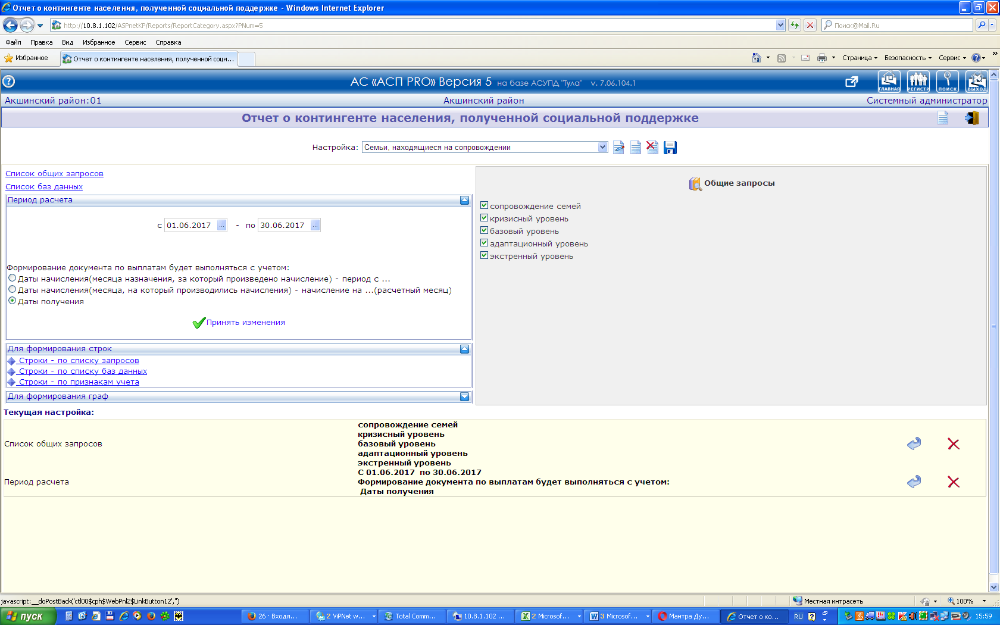 Отчет о контингенте населения, полученной социальной поддержке - Windows Internet Explorer
http://10.8.1.102/ASPnetKP/Reports/ReportCategory.aspx?PNum=5
Поиск@Mail.Ru
Файл Правка Вид Избранное Сервис Справка
Избранное
Отчет о контингенте населения, полученной соци...
Страница Безопасность Сервис
АС «АСП PRO» Версия 5 на базе АСУПД "Тула" v. 7.06.104.1
ГЛАВНАЯ РЕГИСТР ПОИСК ВЫХОД
Акшинский район:01
Акшинский район
Системный администратор
Отчет о контингенте населения, полученной социальной поддержке
Настройка: Семьи, находящиеся на сопровождении
Список общих запросов
Список баз данных
Период расчета
с 01.06.2017 ... - по 30.06.2017 ...
Формирование документа по выплатам будет выполняться с учетом:
Даты начисления(месяца назначения, за который произведено начисление) - период с ...
Даты начисления(месяца, на который производились начисления) - начисление на ...(расчетный месяц)
Даты получения
Принять изменения
Для формирования строк
Строки - по списку запросов
Строки - по списку баз данных
Строки - по признакам учета
Для формирования граф
Общие запросы
сопровождение семей
кризисный уровень
базовый уровень
адаптационный уровень
экстренный уровень
Текущая настройка:
Список общих запросов
сопровождение семей
кризисный уровень
базовый уровень
адаптационный уровень
экстренный уровень
Период расчета
С 01.06.2017 по 30.06.2017
Формирование документа по выплатам будет выполняться с учетом:
Даты получения
javascript:__doPostBack('ctl00$cph$WebPnl2$LinkButton12','')
Местная интрасеть
100%
пуск
26 · Входя...
2 ViPNet w...
Total Comm...
10.8.1.102 ...
2 Microsof...
3 Microsof...
Мантра Ду...
Отчет о ко...
RU
15:59